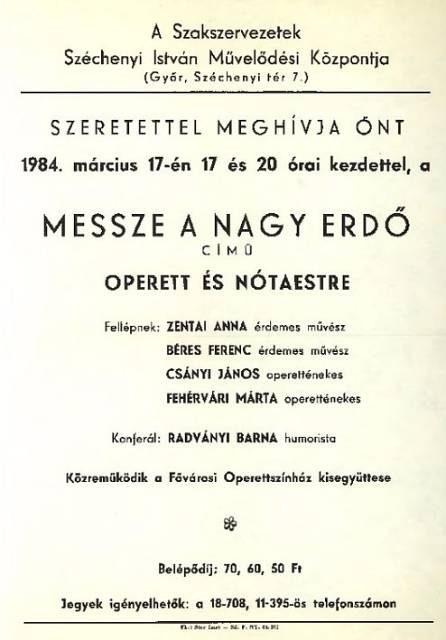 A Szakszervezetek
Széchenyi István Művelődési Központja
(Győr, Széchenyi tér 7.)
SZERETETTEL MEGHÍVJA ÖNT
1984. március 17-én 17 és 20 órai kezdettel, a
MESSZE A NAGY ERDŐ
CÍMŰ
OPERETT ÉS NÓTAESTRE
Fellépnek: ZENTAI ANNA érdemes művész
BÉRES FERENC érdemes művész
CSÁNYI JÁNOS operetténekes
FEHÉRVÁRI MÁRTA operetténekes
Konferál: RADVÁNYI BARNA humorista
Közreműködik a Fővárosi Operettszínház kisegyüttese
Belépődíj: 70, 60, 50 Ft
Jegyek igényelhetők: a 18-708, 11-395-ös telefonszámon